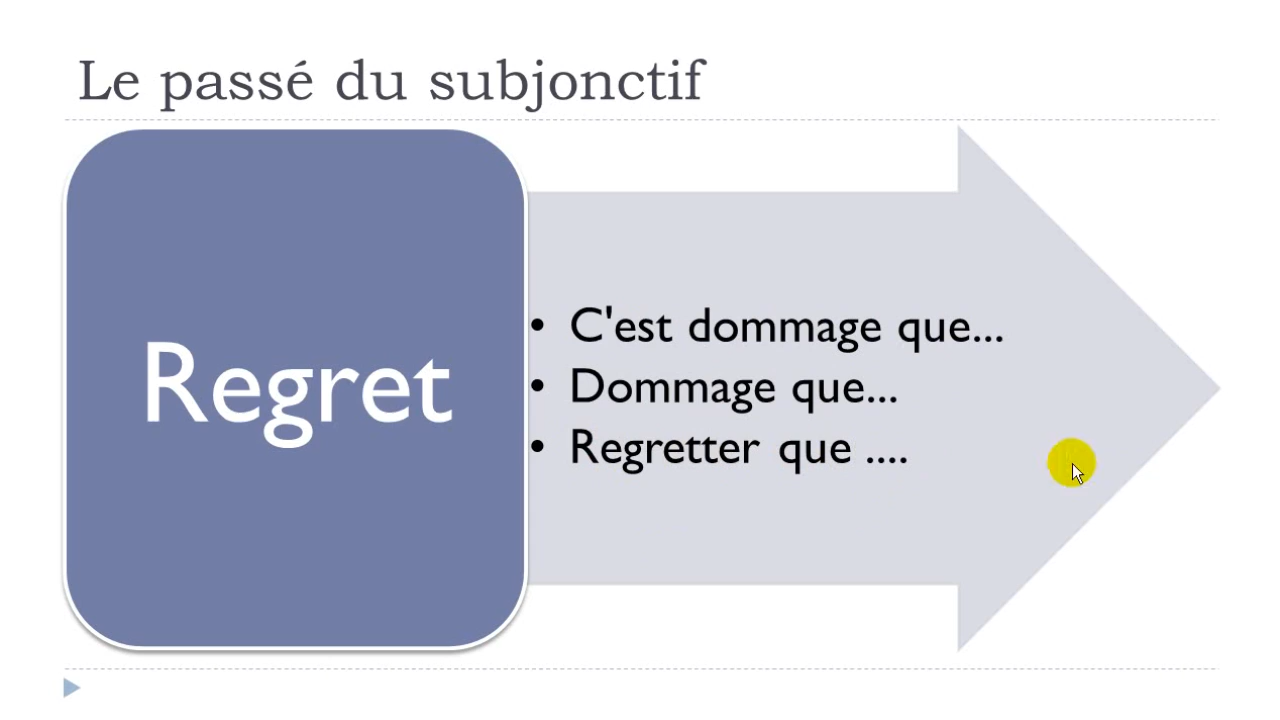 Le passé du subjonctif
Regret
• C'est dommage que...
• Dommage que...
• Regretter que ....